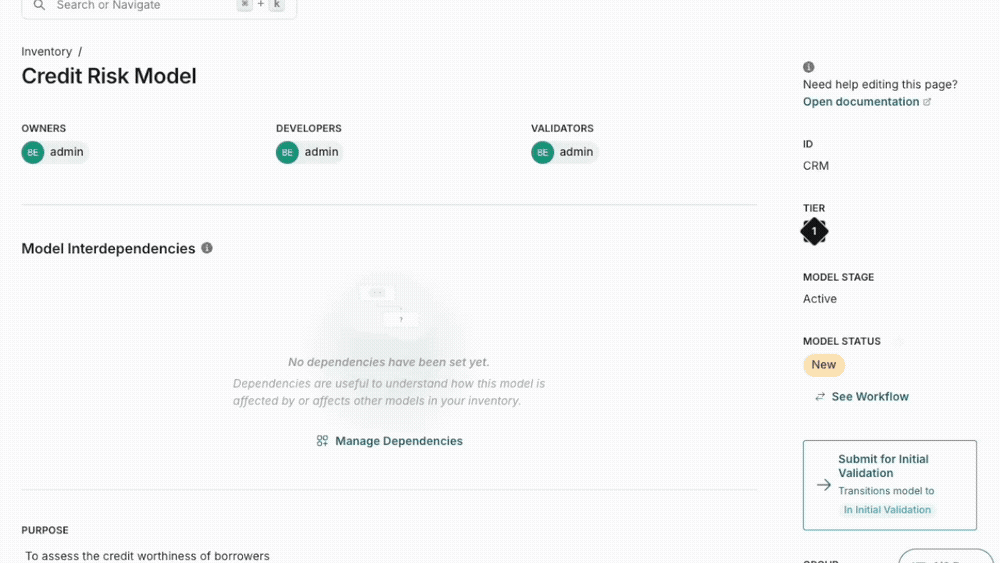 Search or Navigate
⌘ + k
Inventory /
Credit Risk Model
OWNERS
BE admin
DEVELOPERS
BE admin
VALIDATORS
BE admin
Model Interdependencies
?
No dependencies have been set yet.
Dependencies are useful to understand how this model is
affected by or affects other models in your inventory.
Manage Dependencies
PURPOSE
To assess the credit worthiness of borrowers
Need help editing this page?
Open documentation
ID
CRM
TIER
1
MODEL STAGE
Active
MODEL STATUS
New
See Workflow
Submit for Initial
Validation
Transitions model to
In Initial Validation
GROUP